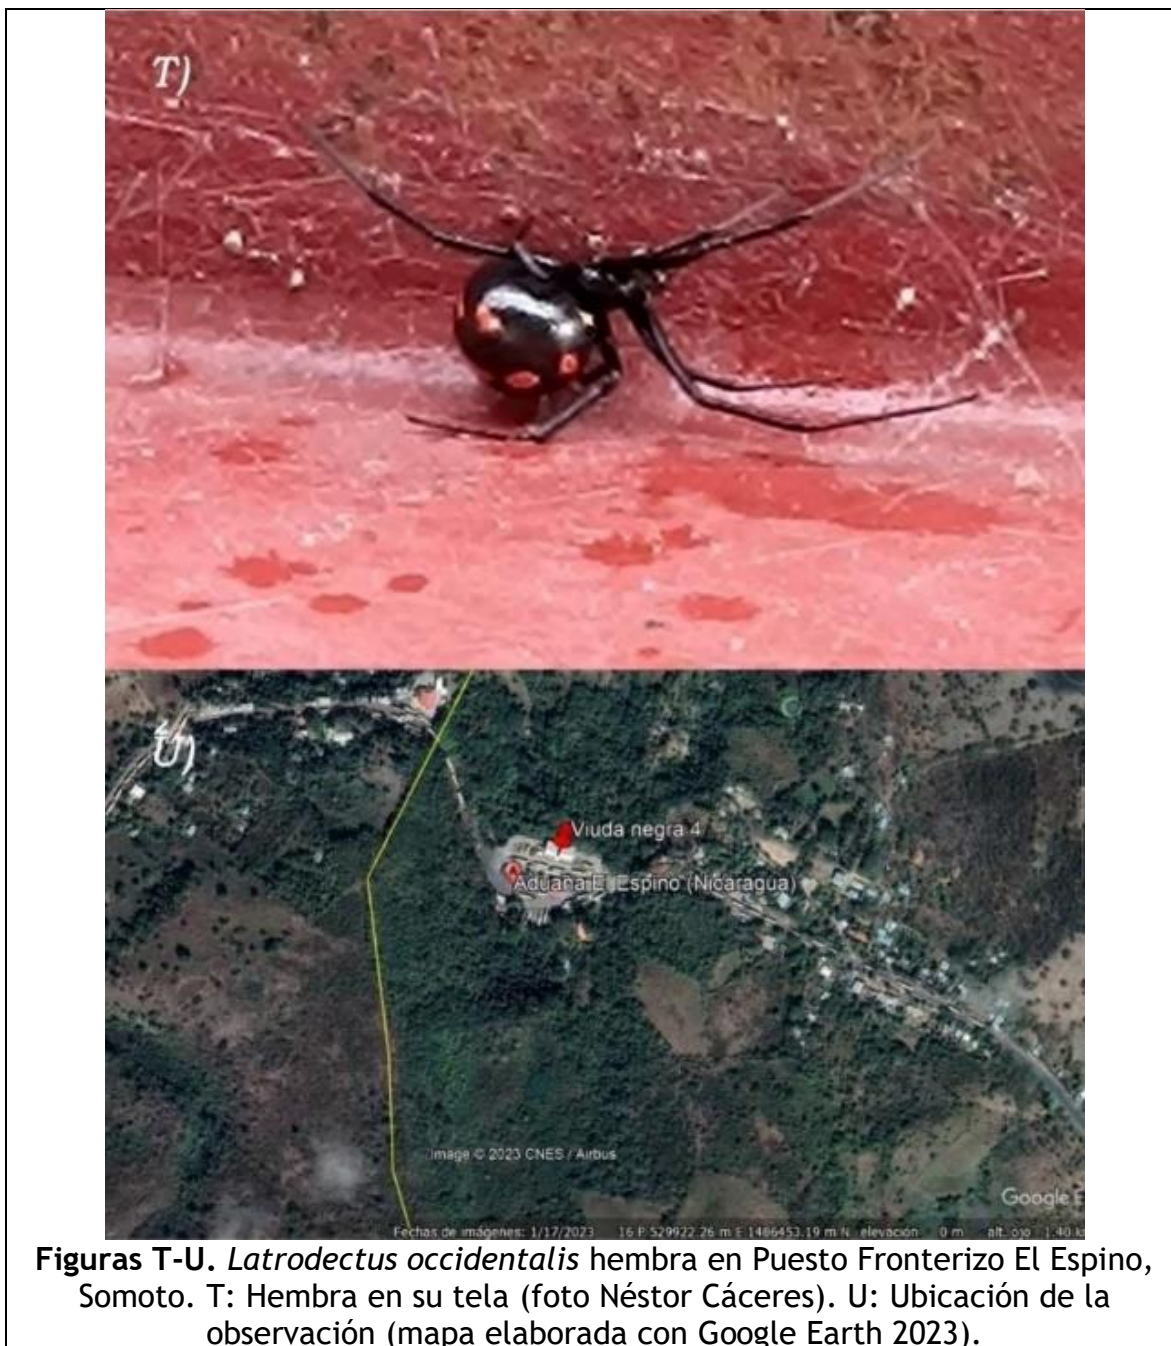 T)
U)
Viuda negra 4
Aduana El Espino (Nicaragua)
Image © 2023 CNES / Airbus
Google E
Fechas de imágenes: 1/17/2023 16 P 529922.26 m E 1486453.19 m N elevación 0 m alt. ojo 1.40 k
Figuras T-U. Latrodectus occidentalis hembra en Puesto Fronterizo El Espino,
Somoto. T: Hembra en su tela (foto Néstor Cáceres). U: Ubicación de la
observación (mapa elaborada con Google Earth 2023).